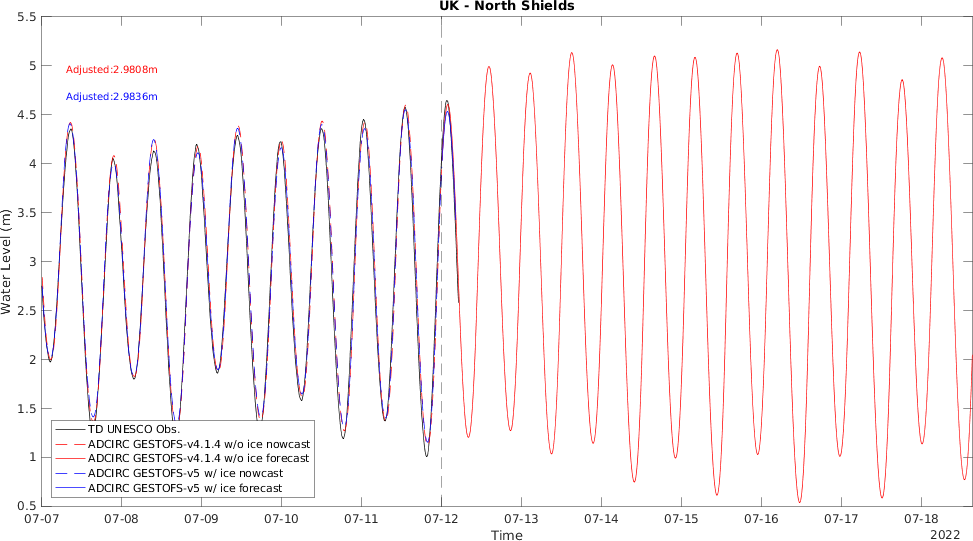 UK - North Shields
5.5
5
4.5
4
3.5
3
2.5
2
1.5
1
0.5
Water Level (m)
Adjusted:2.9808m
Adjusted:2.9836m
TD UNESCO Obs.
ADCIRC GESTOFS-v4.1.4 w/o ice nowcast
ADCIRC GESTOFS-v4.1.4 w/o ice forecast
ADCIRC GESTOFS-v5 w/ ice nowcast
ADCIRC GESTOFS-v5 w/ ice forecast
07-07 07-08 07-09 07-10 07-11 07-12 07-13 07-14 07-15 07-16 07-17 07-18
Time
2022